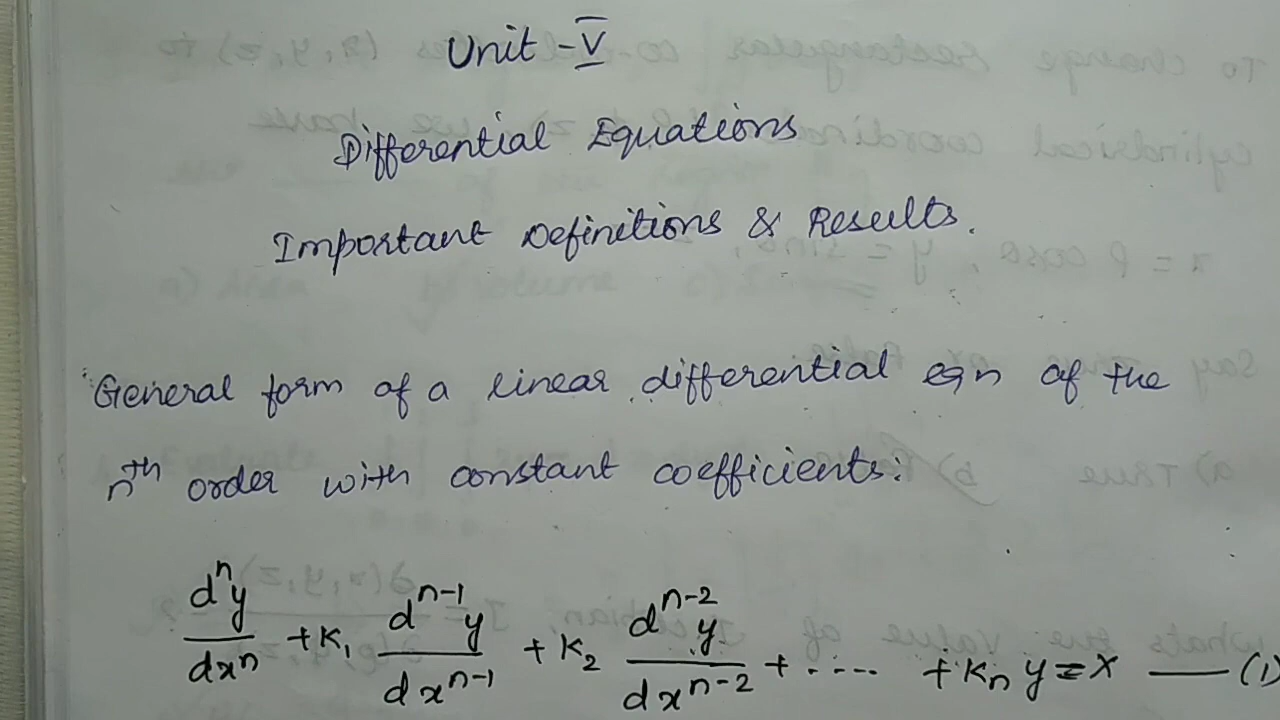 Unit - V
Differential Equations
Important Definitions & Results.
General form of a linear differential eqn of the
nth order with constant coefficients:
dⁿy/dxⁿ + K₁ dⁿ⁻¹y/dxⁿ⁻¹ + K₂ dⁿ⁻²y/dxⁿ⁻² + ..... + Kₙ y = X —— (1)